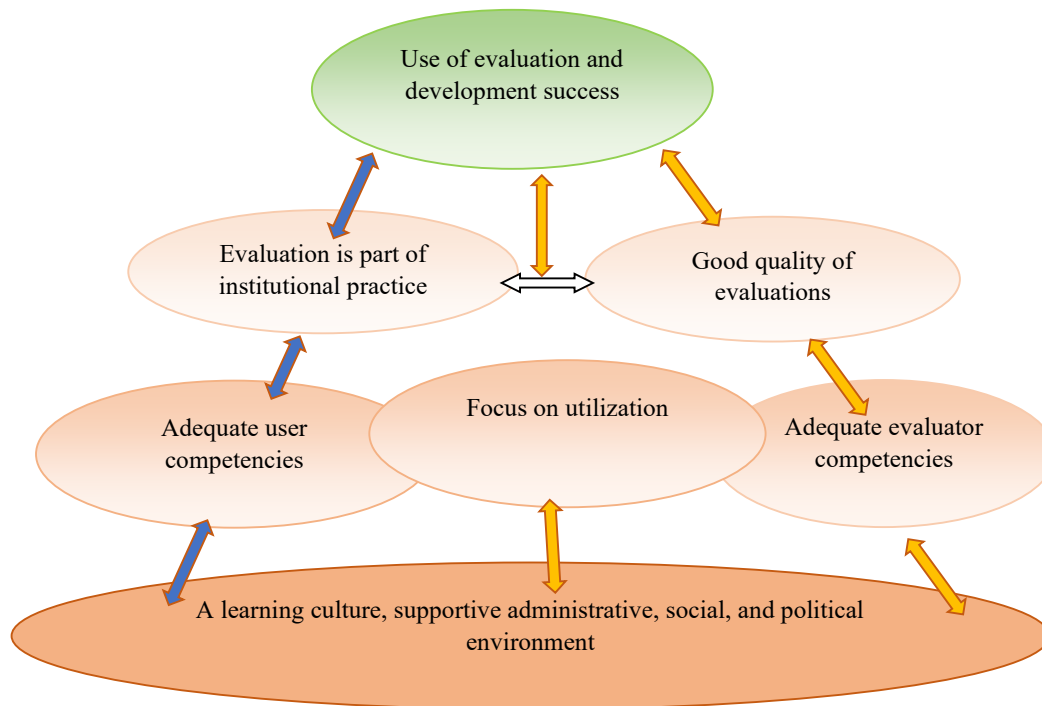 Use of evaluation and
development success
Evaluation is part of
institutional practice
Good quality of
evaluations
Adequate user
competencies
Focus on utilization
Adequate evaluator
competencies
A learning culture, supportive administrative, social, and political
environment